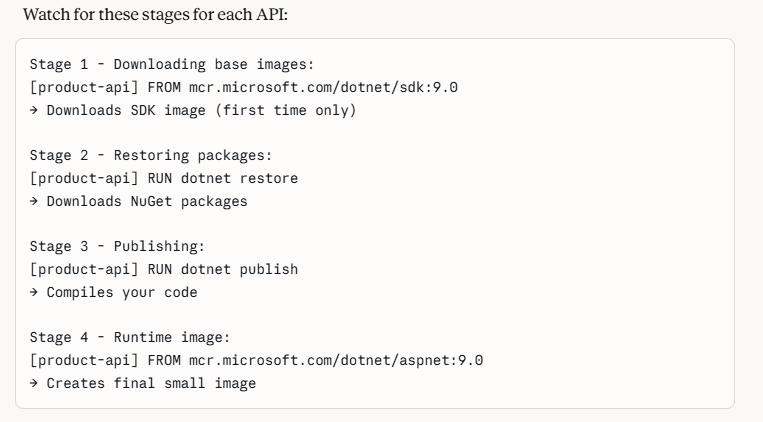 Watch for these stages for each API:
Stage 1 - Downloading base images:
[product-api] FROM mcr.microsoft.com/dotnet/sdk:9.0
→ Downloads SDK image (first time only)
Stage 2 - Restoring packages:
[product-api] RUN dotnet restore
→ Downloads NuGet packages
Stage 3 - Publishing:
[product-api] RUN dotnet publish
→ Compiles your code
Stage 4 - Runtime image:
[product-api] FROM mcr.microsoft.com/dotnet/aspnet:9.0
→ Creates final small image